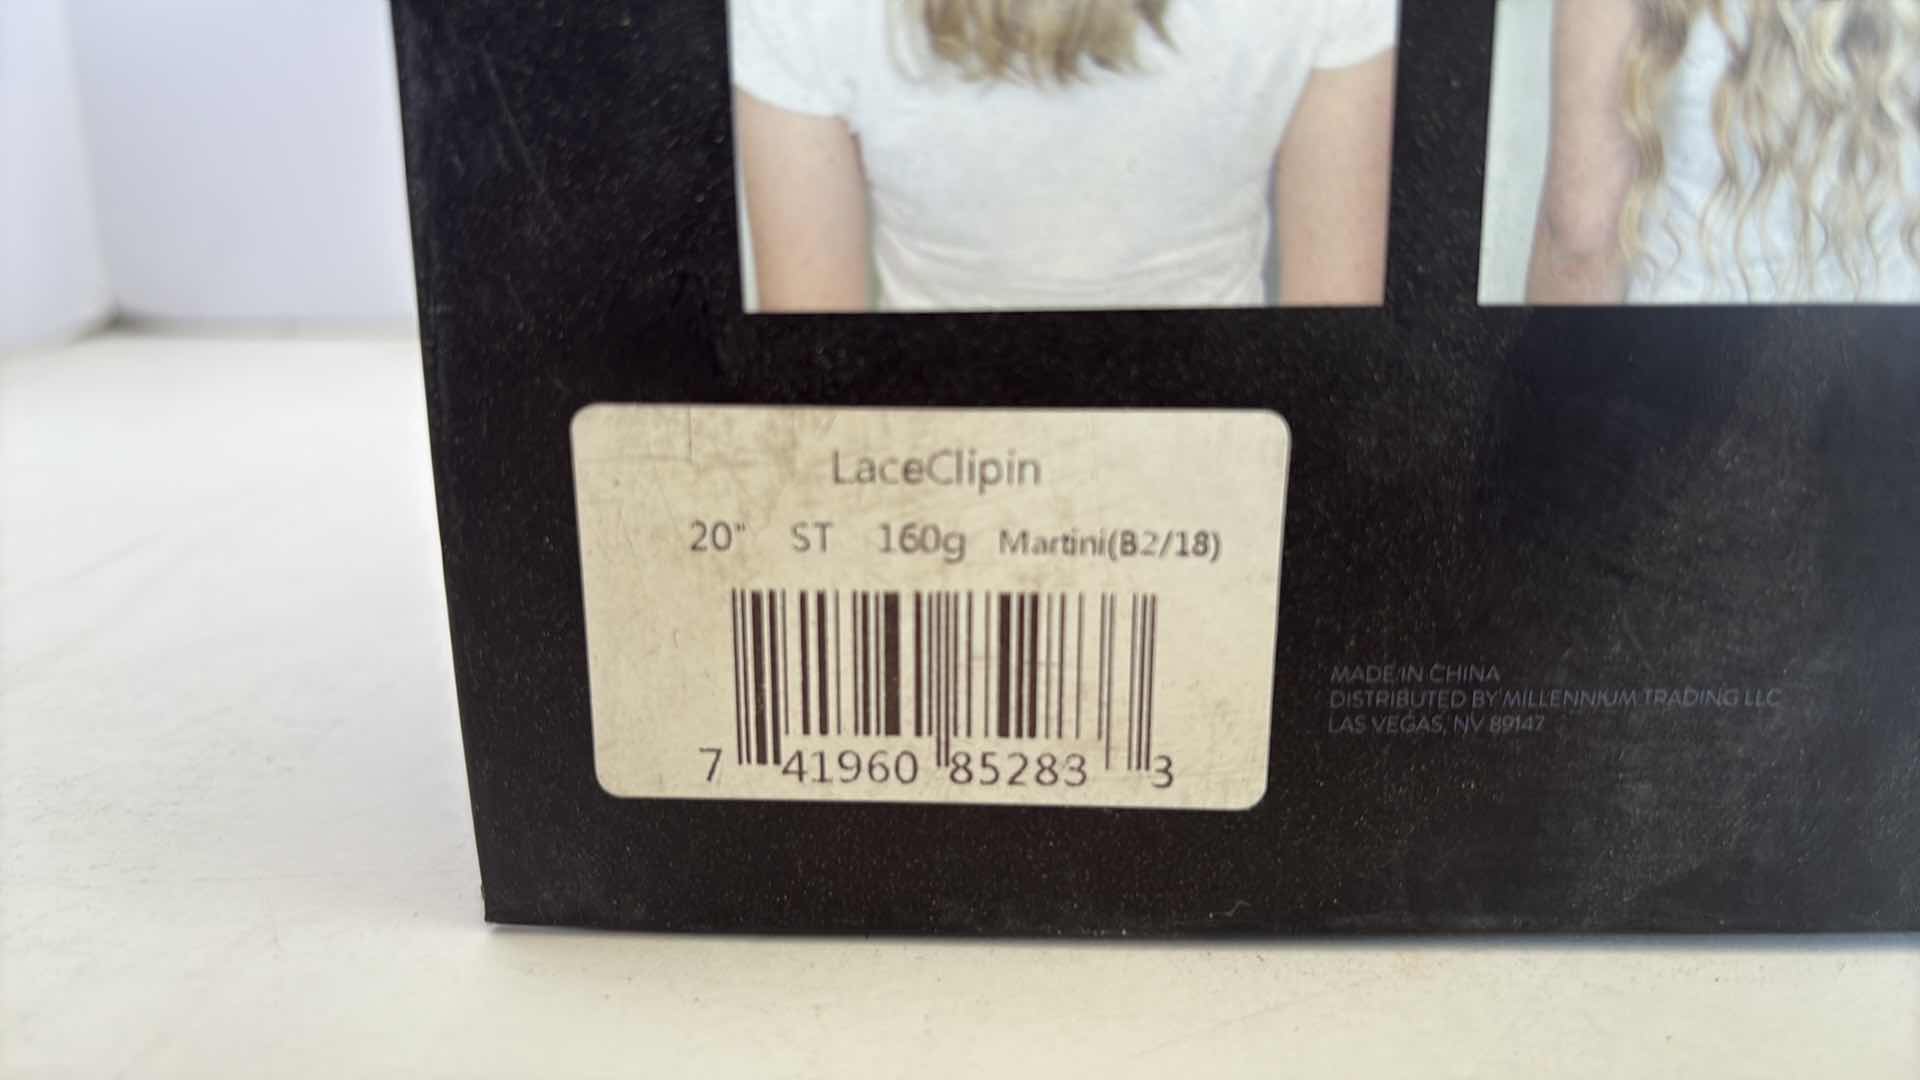 LaceClipin
20" ST 160g Martini(B2/18)
7 41960 85283 3
MADE IN CHINA
DISTRIBUTED BY MILLENNIUM TRADING LLC
LAS VEGAS, NV 89147